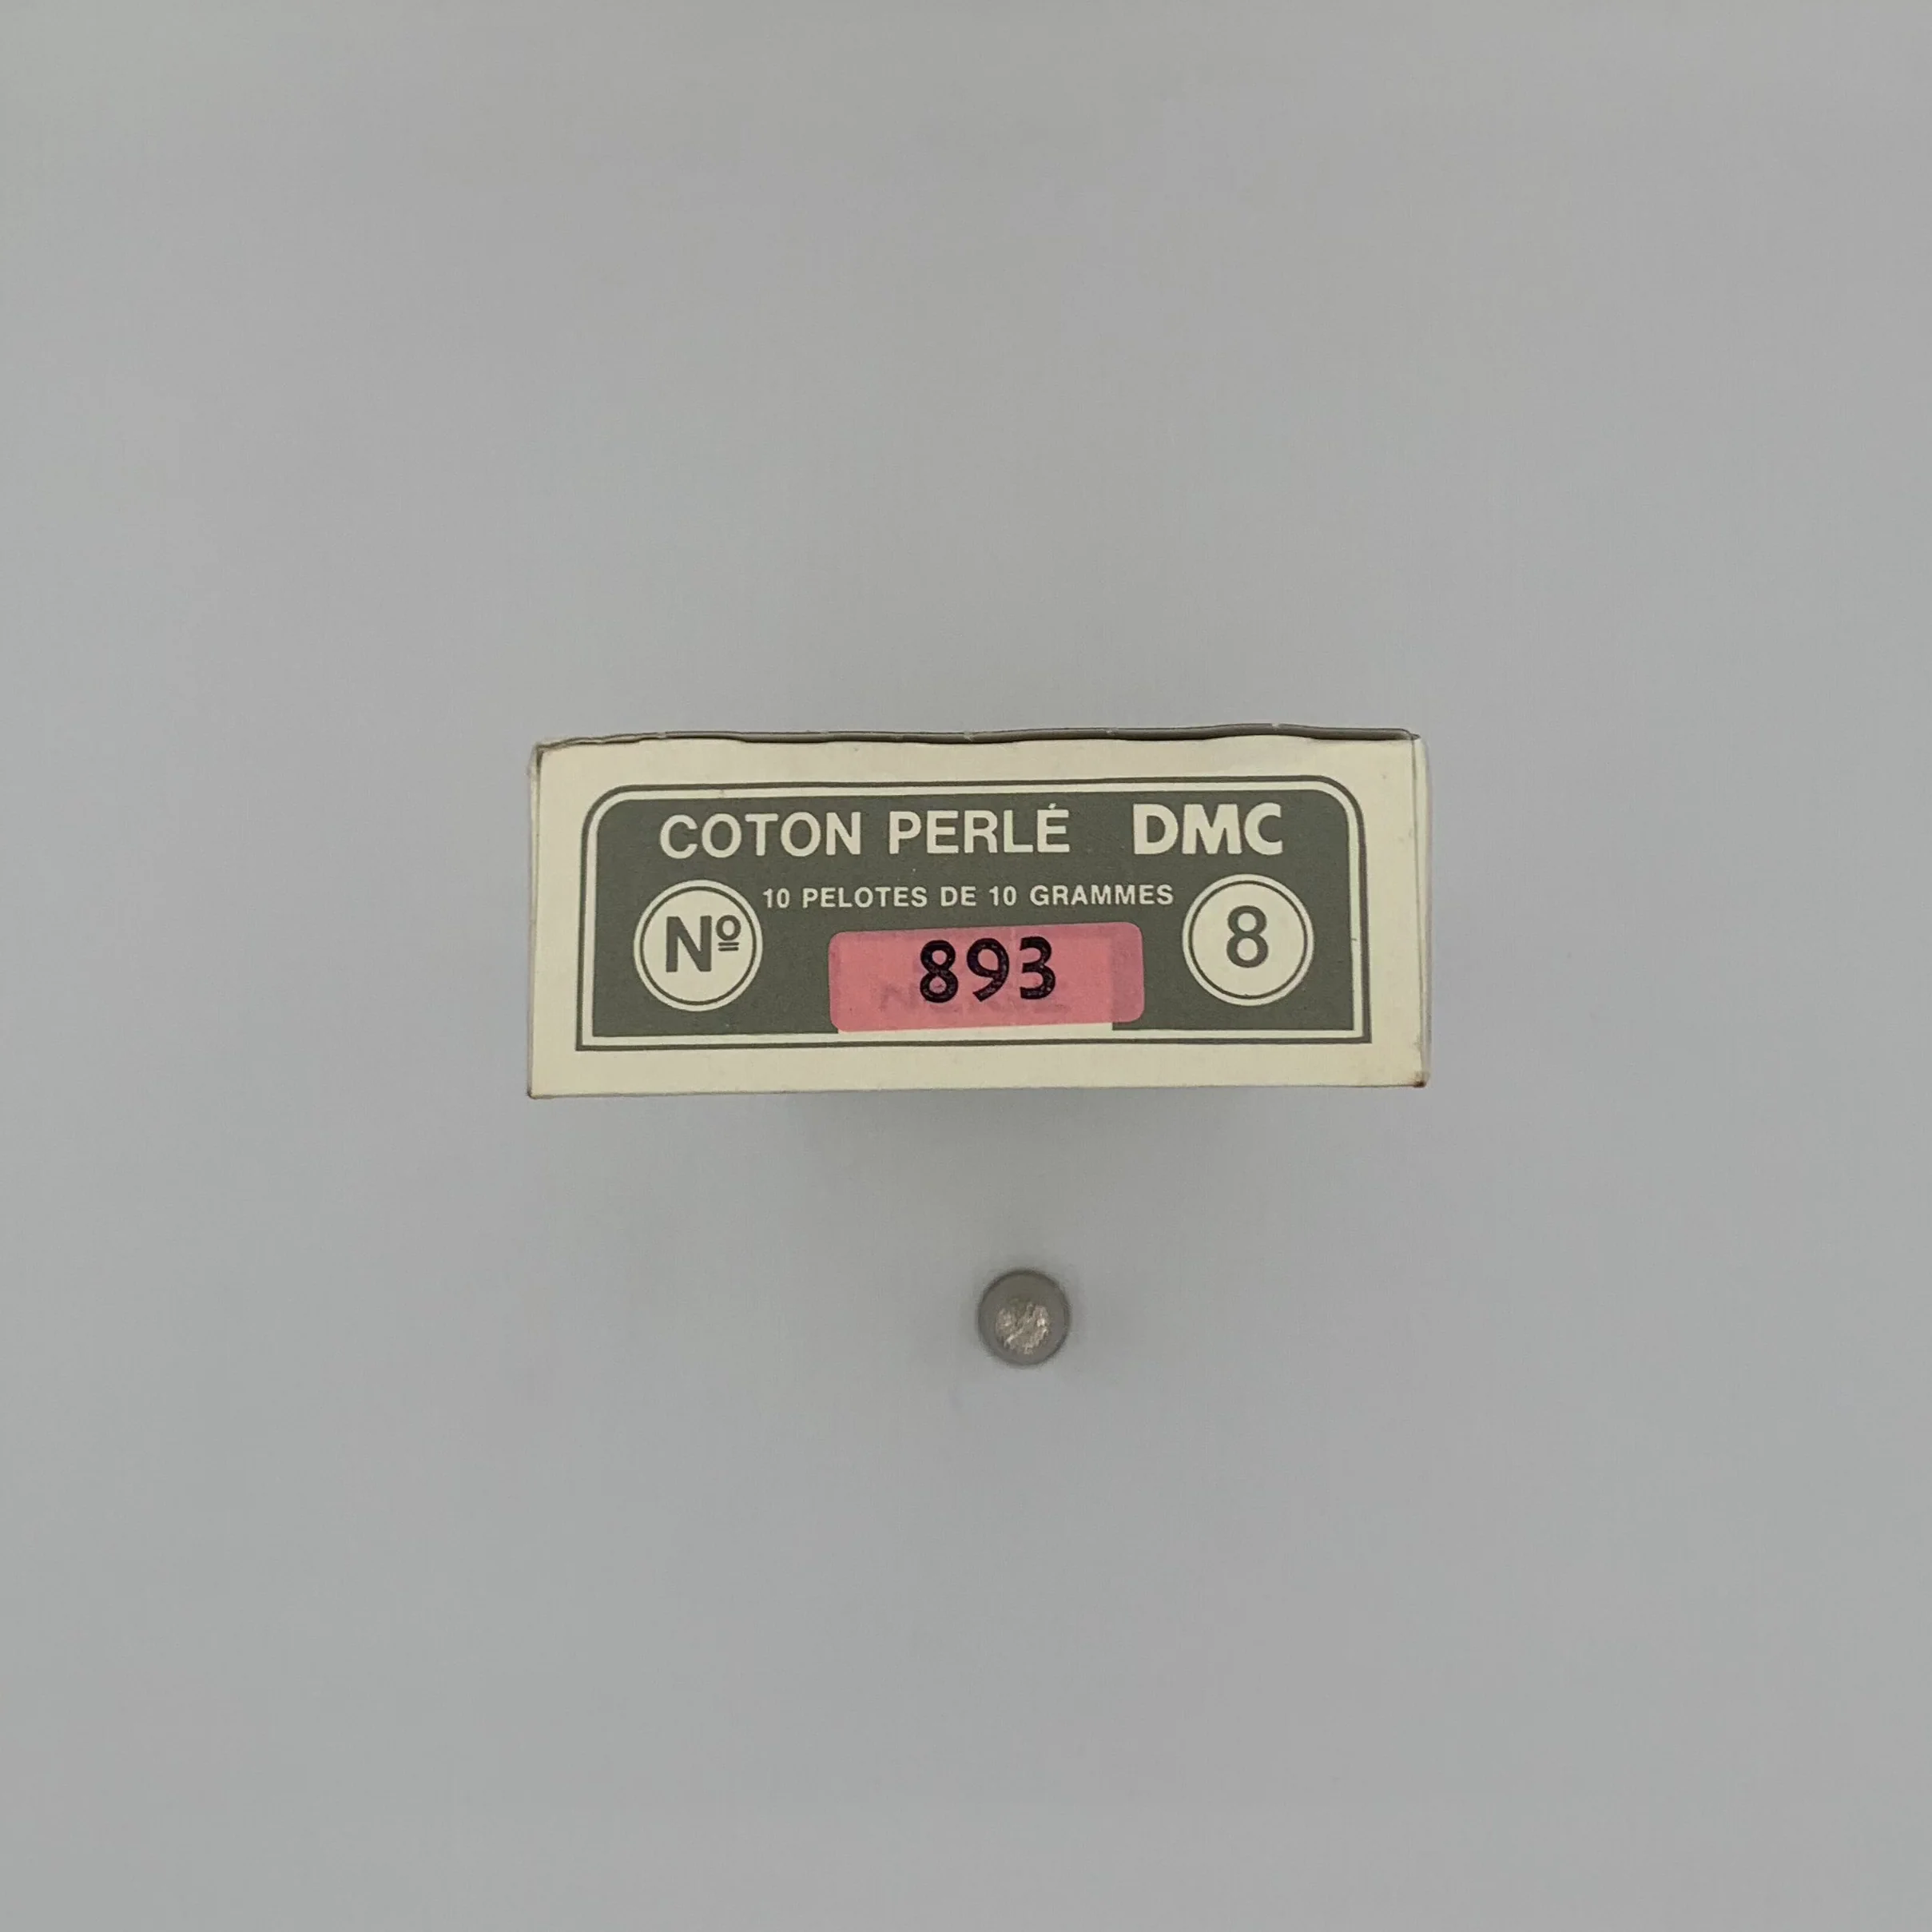 COTON PERLÉ DMC
10 PELOTES DE 10 GRAMMES
Nº 893 8